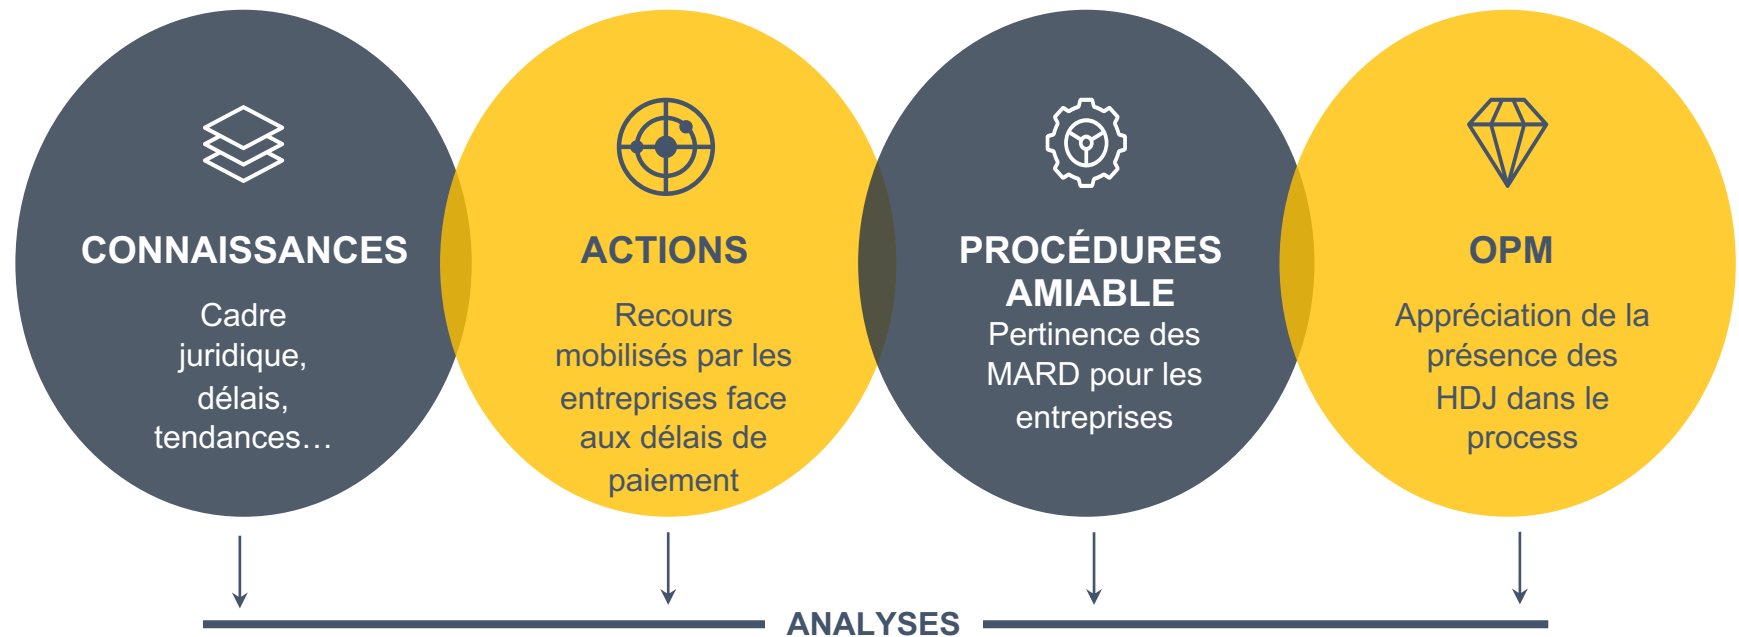 CONNAISSANCES
Cadre
juridique,
délais,
tendances…
ACTIONS
Recours
mobilisés par les
entreprises face
aux délais de
paiement
PROCÉDURES
AMIABLE
Pertinence des
MARD pour les
entreprises
OPM
Appréciation de la
présence des
HDJ dans le
process
ANALYSES